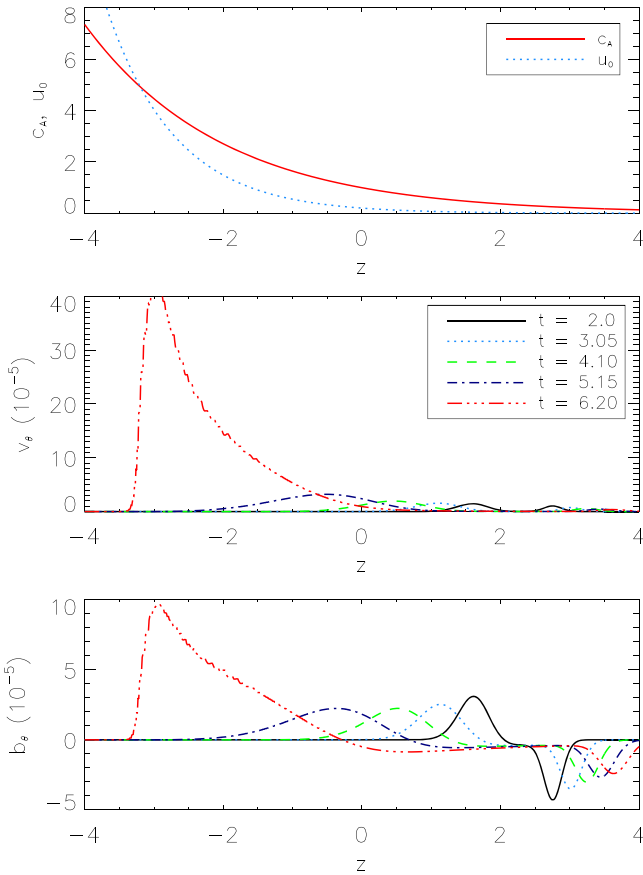 8
6
4
2
0
c_A, u_0
c_A
u_0
−4 −2 0 2 4
z
40
30
20
10
0
v_θ (10^−5)
t = 2.0
t = 3.05
t = 4.10
t = 5.15
t = 6.20
−4 −2 0 2 4
z
10
5
0
−5
b_θ (10^−5)
−4 −2 0 2 4
z